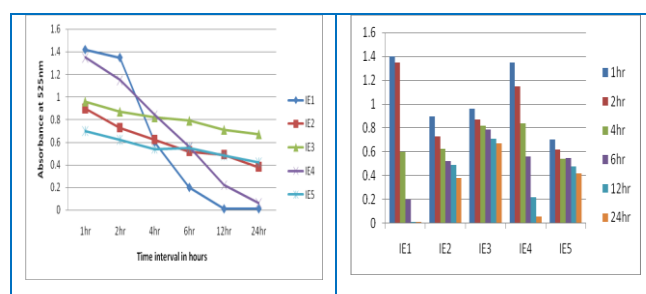 1.6
1.4
1.2
1
0.8
0.6
0.4
0.2
0
Absorbance at 525nm
1hr 2hr 4hr 6hr 12hr 24hr
Time interval in hours
IE1
IE2
IE3
IE4
IE5
1.6
1.4
1.2
1
0.8
0.6
0.4
0.2
0
IE1 IE2 IE3 IE4 IE5
1hr
2hr
4hr
6hr
12hr
24hr